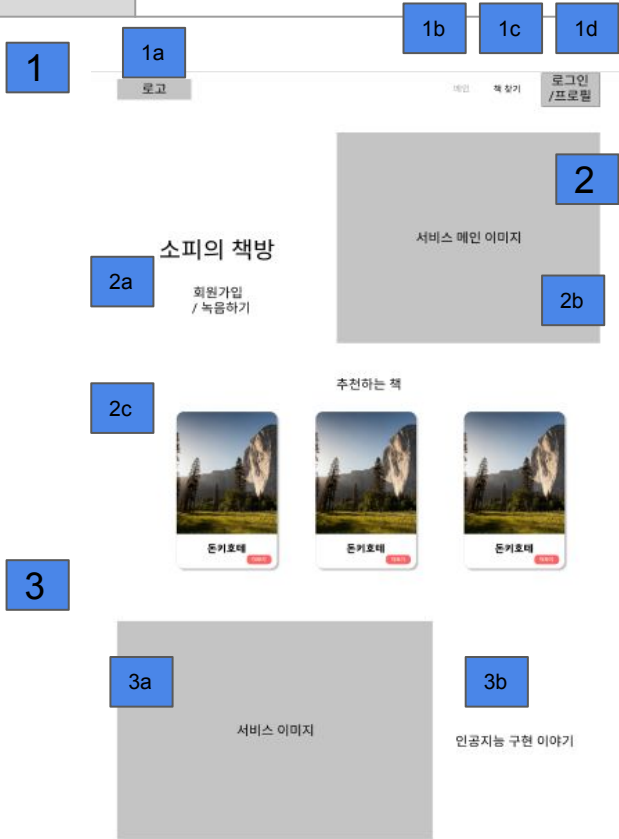 1b
1c
1d
1a
1
로고
메인
책 찾기
로그인
/프로필
2
서비스 메인 이미지
소피의 책방
2a
회원가입
/ 녹음하기
2b
추천하는 책
2c
돈키호테
돈키호테
돈키호테
3
3a
3b
서비스 이미지
인공지능 구현 이야기